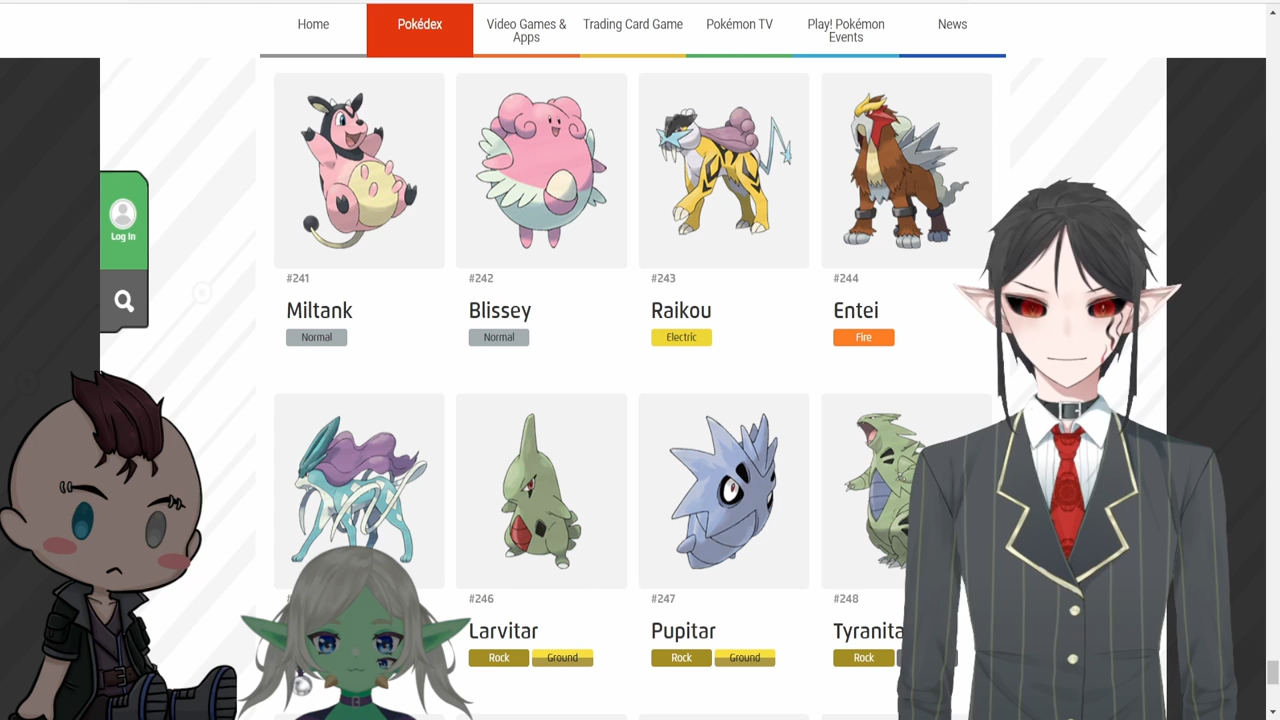 Home
Pokédex
Video Games &
Apps
Trading Card Game
Pokémon TV
Play! Pokémon
Events
News
Log In
#241
Miltank
Normal
#242
Blissey
Normal
#243
Raikou
Electric
#244
Entei
Fire
#246
Larvitar
Rock
Ground
#247
Pupitar
Rock
Ground
#248
Tyranita
Rock